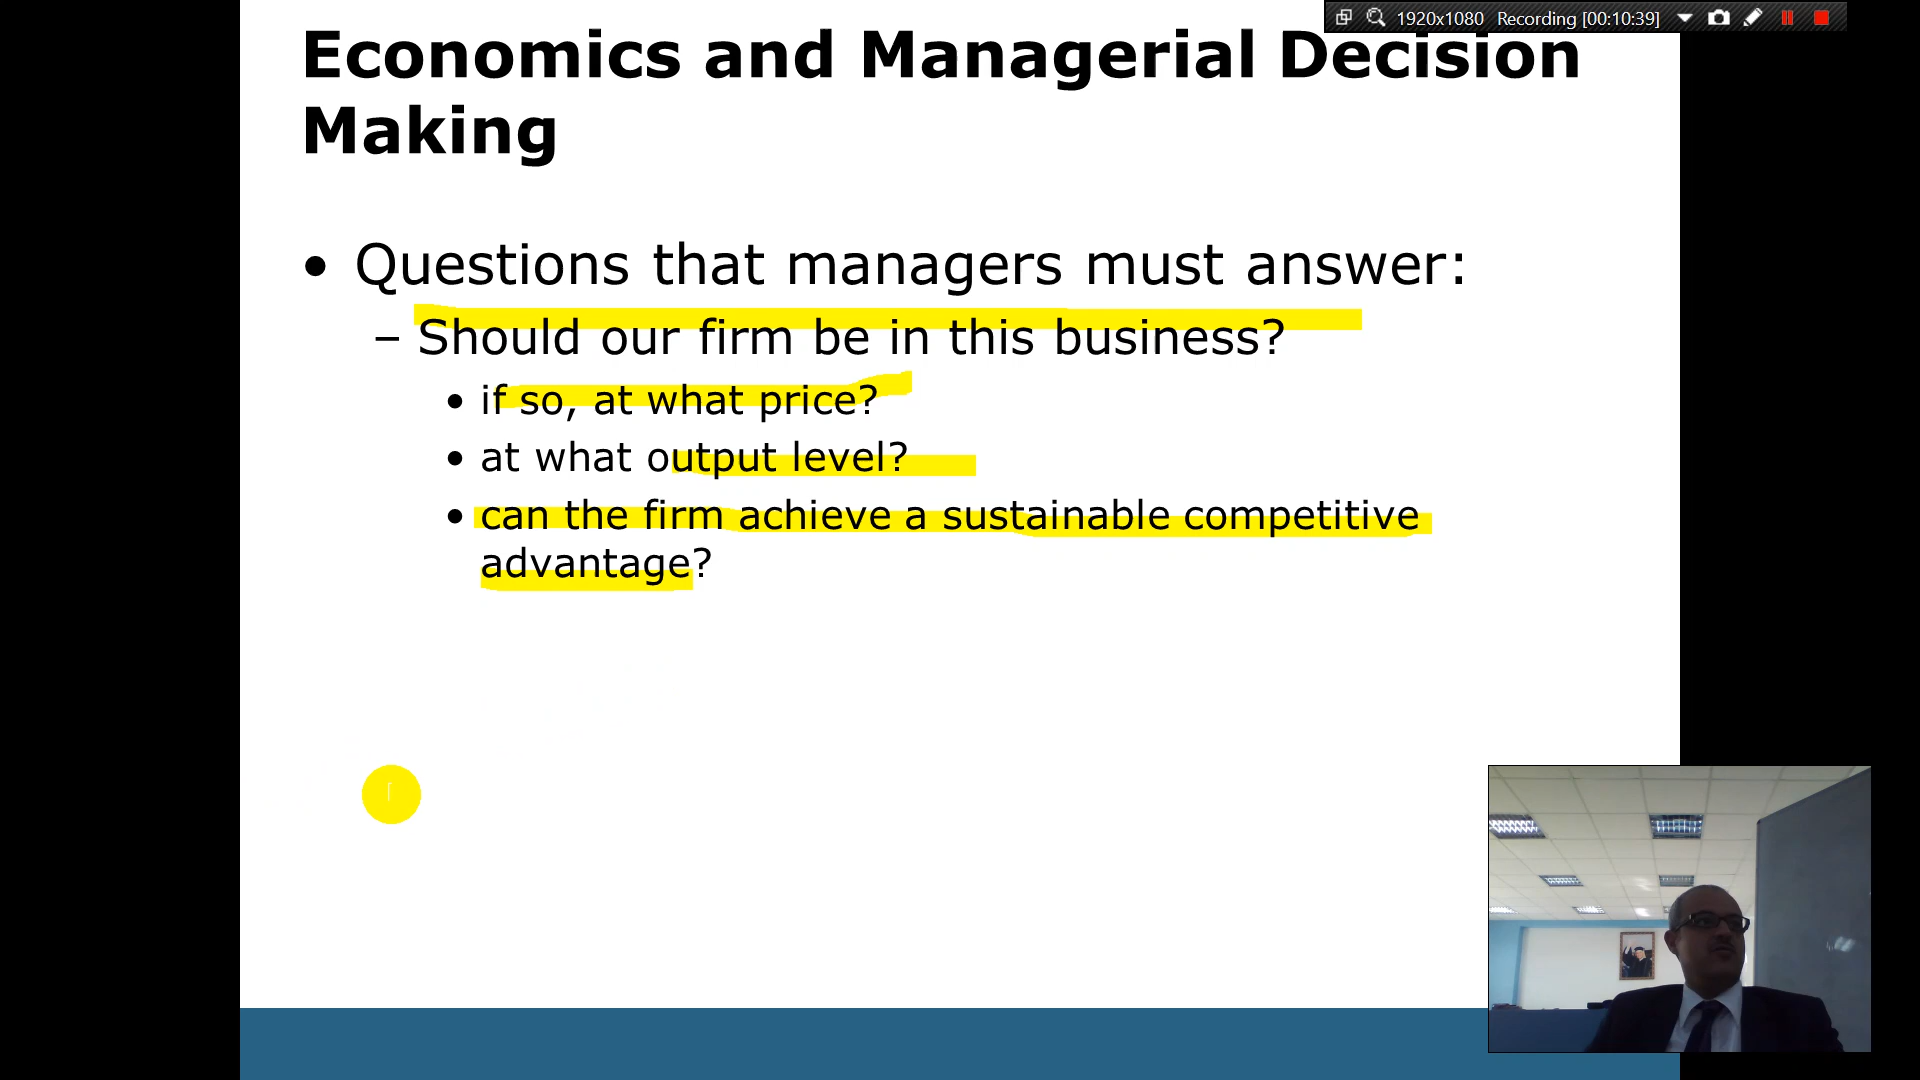 1920x1080 Recording [00:10:39]
Economics and Managerial Decision
Making
• Questions that managers must answer:
– Should our firm be in this business?
• if so, at what price?
• at what output level?
• can the firm achieve a sustainable competitive
advantage?